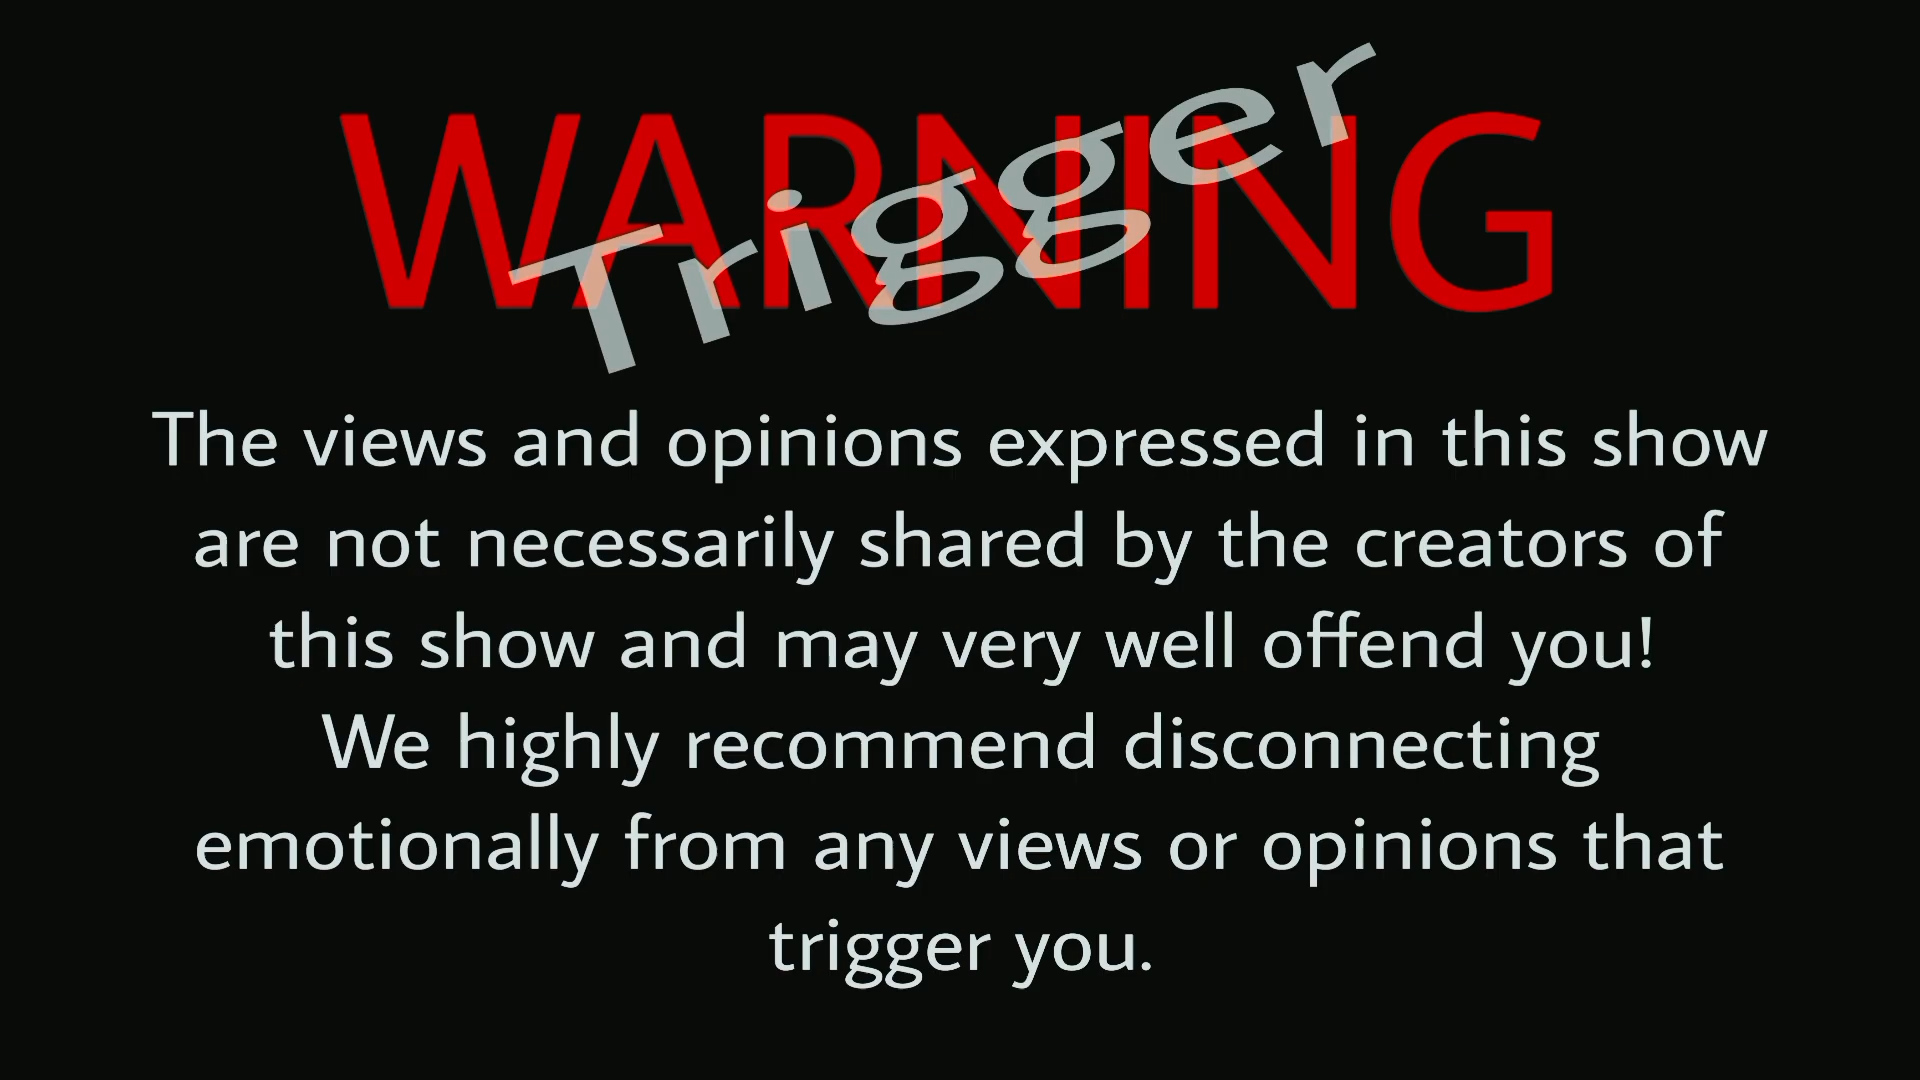 Trigger
WARNING
The views and opinions expressed in this show
are not necessarily shared by the creators of
this show and may very well offend you!
We highly recommend disconnecting
emotionally from any views or opinions that
trigger you.